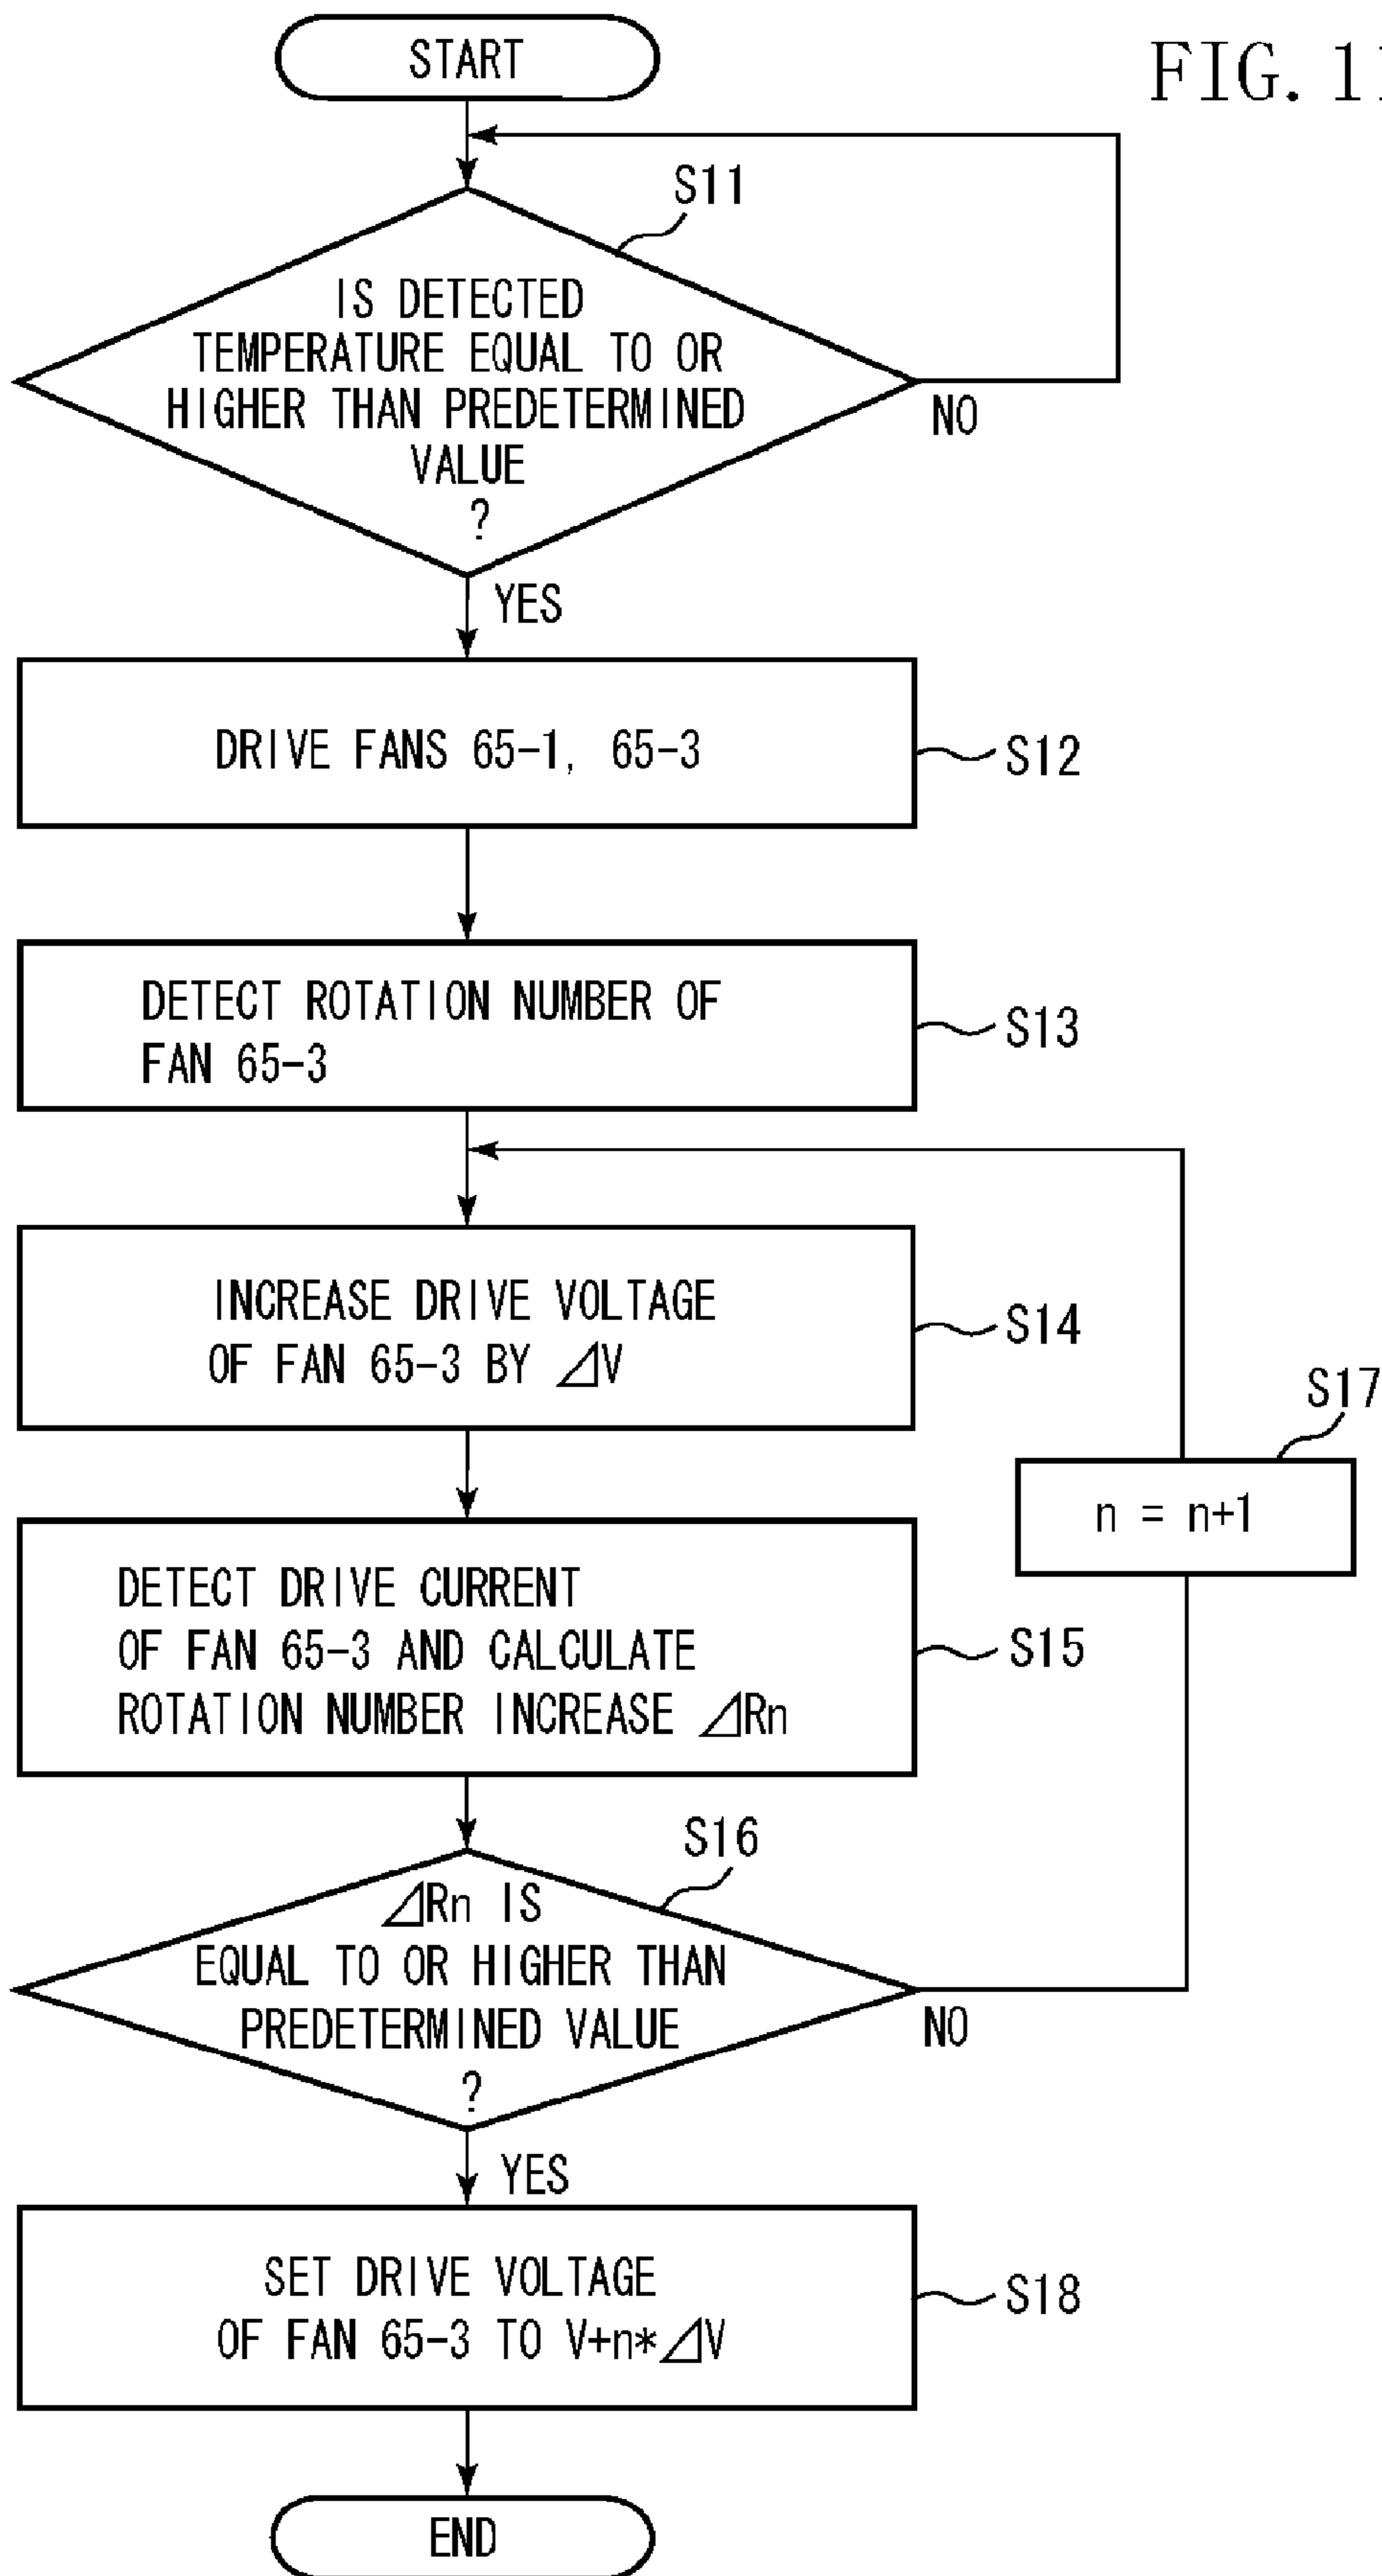 START
FIG. 11
S11
IS DETECTED
TEMPERATURE EQUAL TO OR
HIGHER THAN PREDETERMINED
VALUE
?
NO
YES
DRIVE FANS 65-1, 65-3
S12
DETECT ROTATION NUMBER OF
FAN 65-3
S13
INCREASE DRIVE VOLTAGE
OF FAN 65-3 BY ⊿V
S14
S17
n = n+1
DETECT DRIVE CURRENT
OF FAN 65-3 AND CALCULATE
ROTATION NUMBER INCREASE ⊿Rn
S15
S16
⊿Rn IS
EQUAL TO OR HIGHER THAN
PREDETERMINED VALUE
?
NO
YES
SET DRIVE VOLTAGE
OF FAN 65-3 TO V+n*⊿V
S18
END